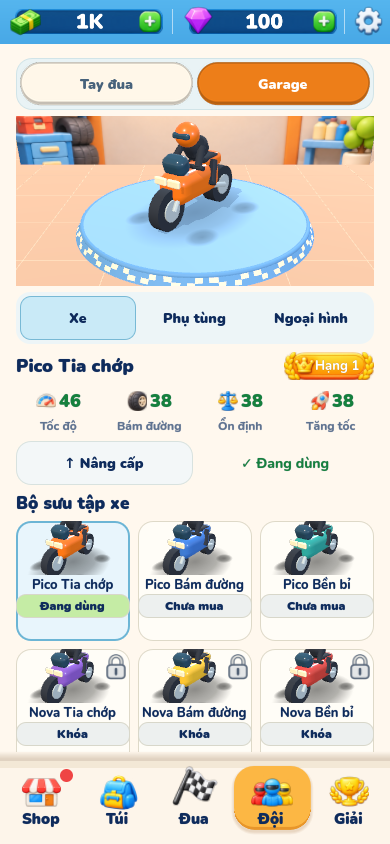 1K
100
Tay đua
Garage
Xe
Phụ tùng
Ngoại hình
Pico Tia chớp
Hạng 1
46
38
38
38
Tốc độ
Bám đường
Ổn định
Tăng tốc
↑ Nâng cấp
✓ Đang dùng
Bộ sưu tập xe
Pico Tia chớp
Pico Bám đường
Pico Bền bỉ
Đang dùng
Chưa mua
Chưa mua
Nova Tia chớp
Nova Bám đường
Nova Bền bỉ
Khóa
Khóa
Khóa
Shop
Túi
Đua
Đội
Giải